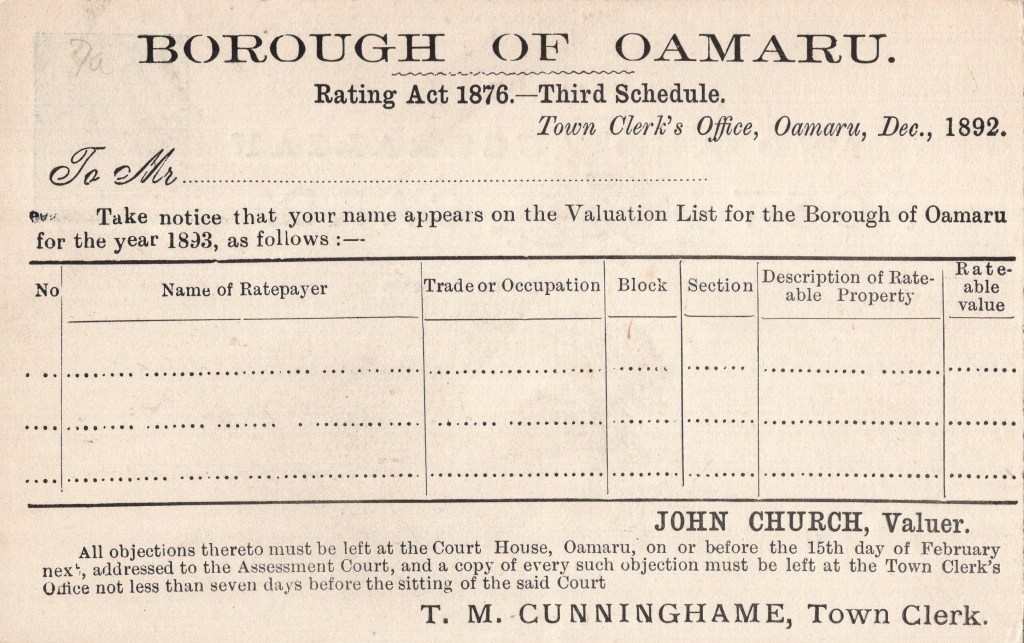 BOROUGH OF OAMARU.
Rating Act 1876.—Third Schedule.
Town Clerk's Office, Oamaru, Dec., 1892.
To Mr
Take notice that your name appears on the Valuation List for the Borough of Oamaru
for the year 1893, as follows :—
No Name of Ratepayer Trade or Occupation Block Section Description of Rate-able Property Rate-able value
JOHN CHURCH, Valuer.
All objections thereto must be left at the Court House, Oamaru, on or before the 15th day of February
next, addressed to the Assessment Court, and a copy of every such objection must be left at the Town Clerk's
Office not less than seven days before the sitting of the said Court
T. M. CUNNINGHAME, Town Clerk.